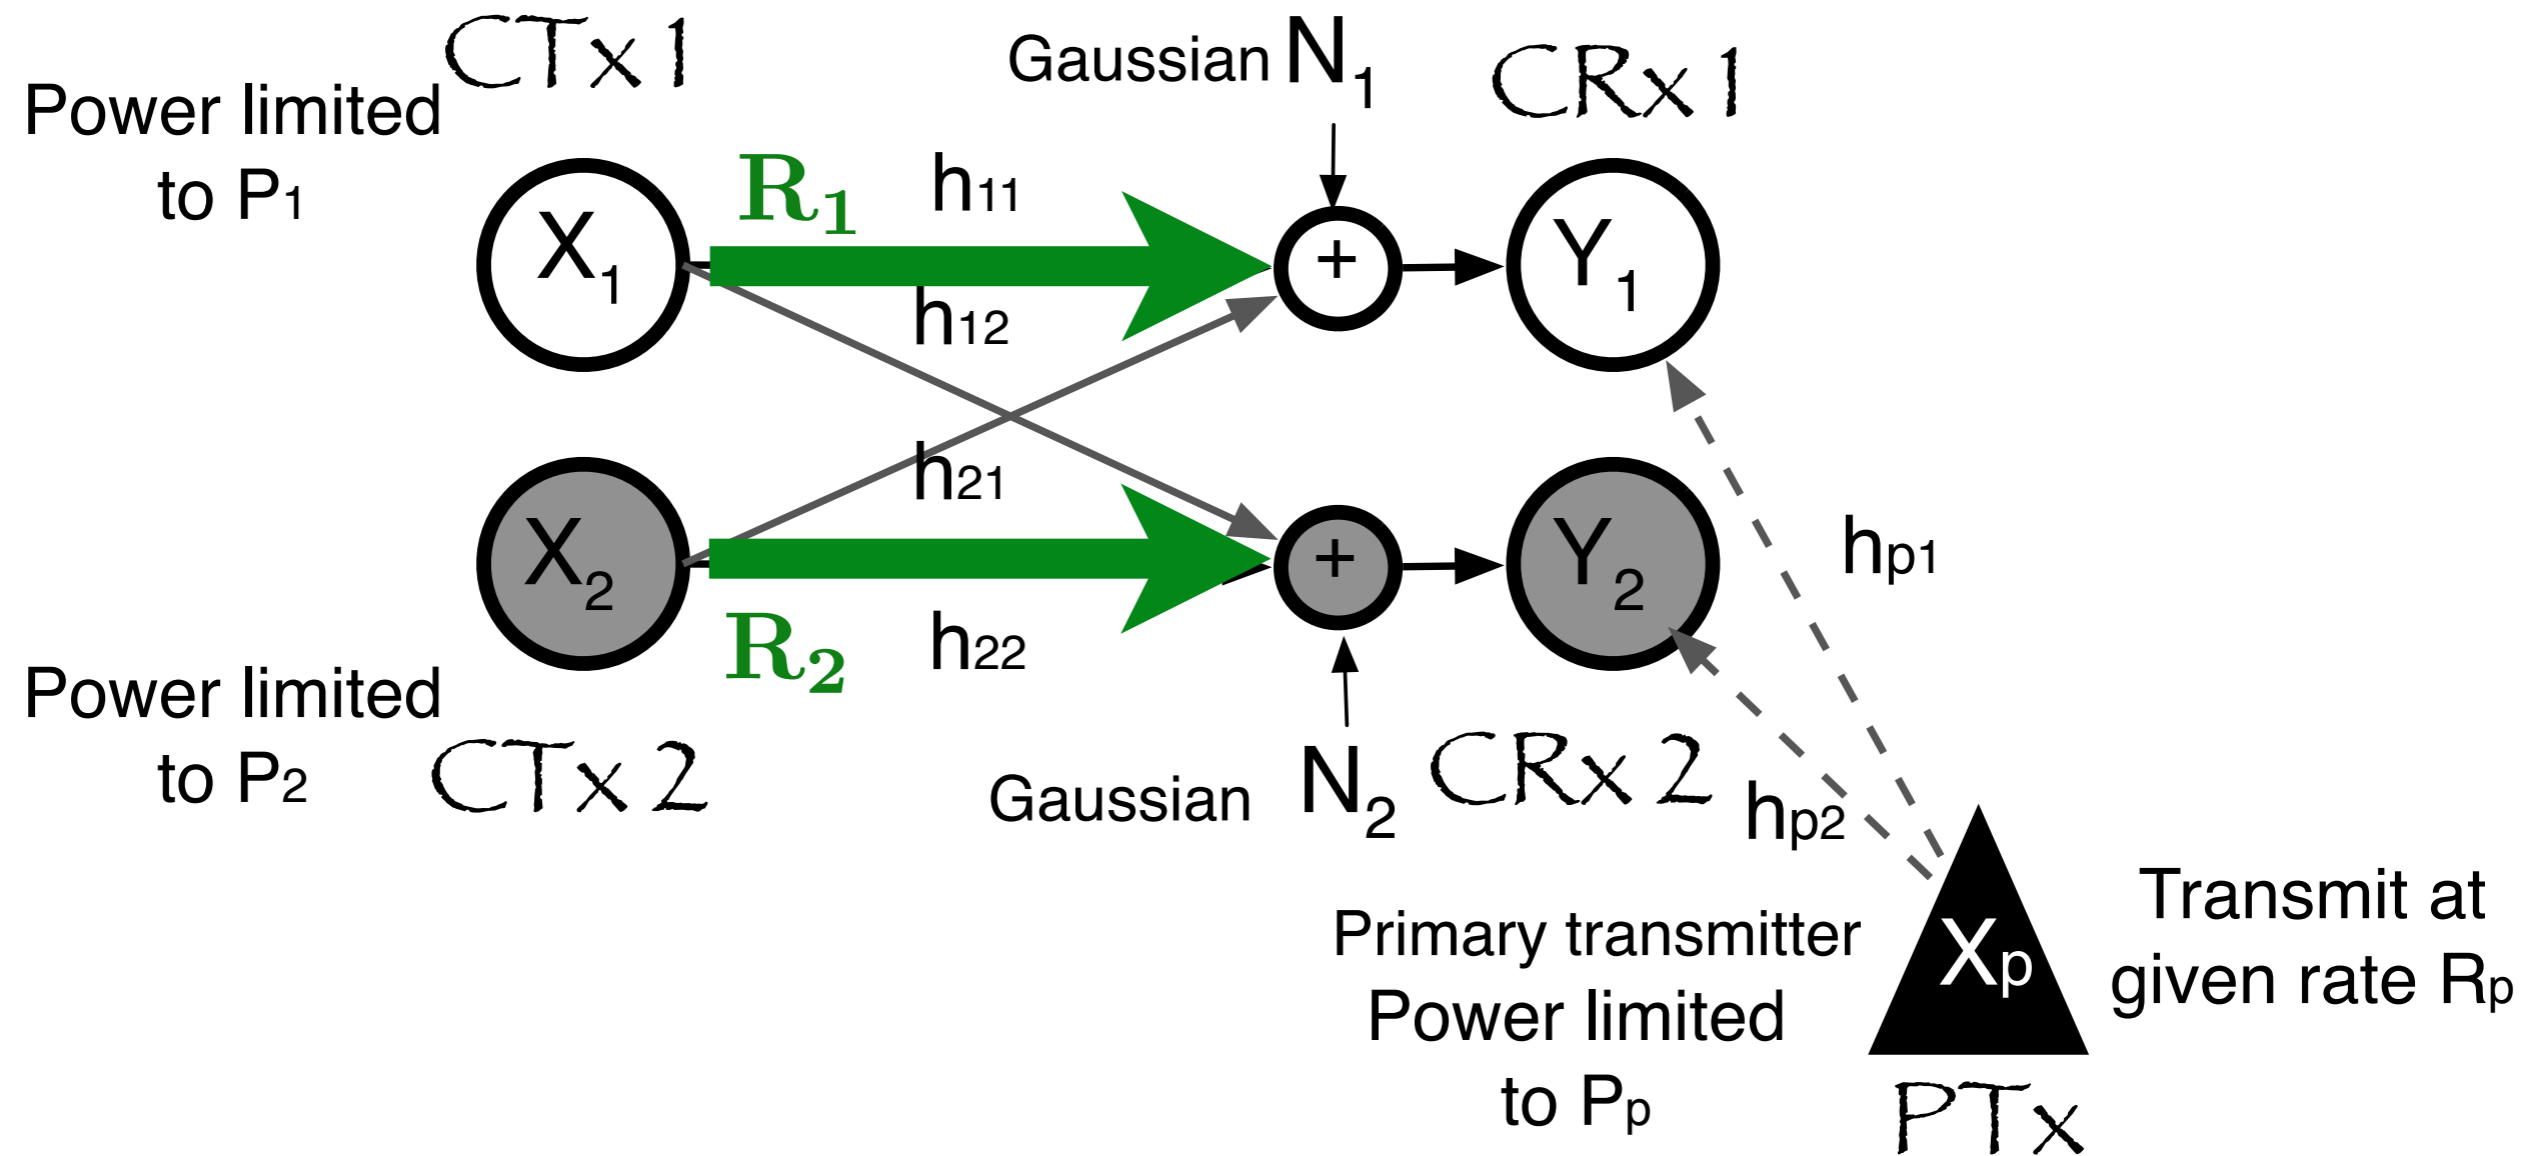 CTx 1
Gaussian N1
CRx 1
Power limited
to P1
X1
R1
h11
+
Y1
h12
h21
X2
R2
h22
+
Y2
hp1
Power limited
to P2
CTx 2
Gaussian N2
CRx 2
hp2
Primary transmitter
Power limited
to Pp
Xp
Transmit at
given rate Rp
PTx